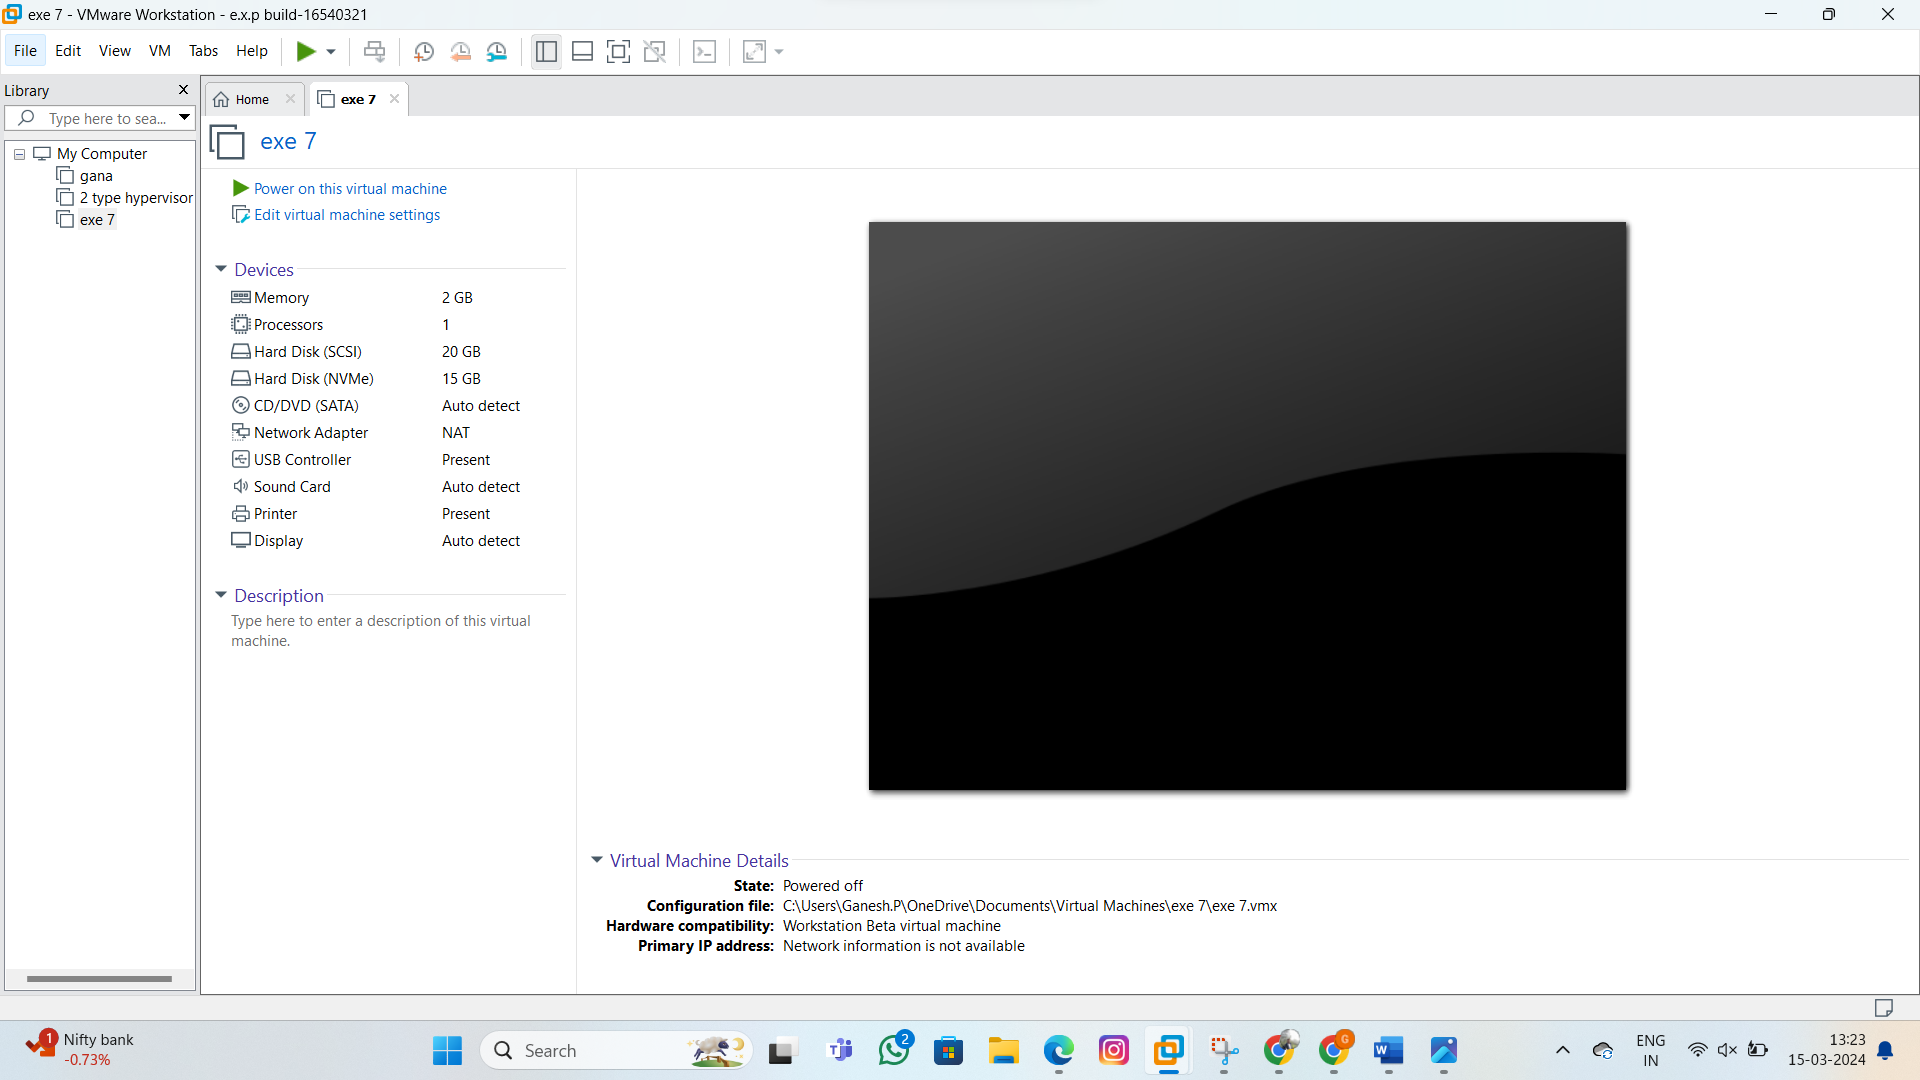 exe 7 - VMware Workstation - e.x.p build-16540321
File Edit View VM Tabs Help
Library
Type here to sea...
My Computer
gana
2 type hypervisor
exe 7
Home
exe 7
exe 7
Power on this virtual machine
Edit virtual machine settings
Devices
Memory 2 GB
Processors 1
Hard Disk (SCSI) 20 GB
Hard Disk (NVMe) 15 GB
CD/DVD (SATA) Auto detect
Network Adapter NAT
USB Controller Present
Sound Card Auto detect
Printer Present
Display Auto detect
Description
Type here to enter a description of this virtual
machine.
Virtual Machine Details
State: Powered off
Configuration file: C:\Users\Ganesh.P\OneDrive\Documents\Virtual Machines\exe 7\exe 7.vmx
Hardware compatibility: Workstation Beta virtual machine
Primary IP address: Network information is not available
1
Nifty bank
-0.73%
Search
2
G
ENG
IN
13:23
15-03-2024